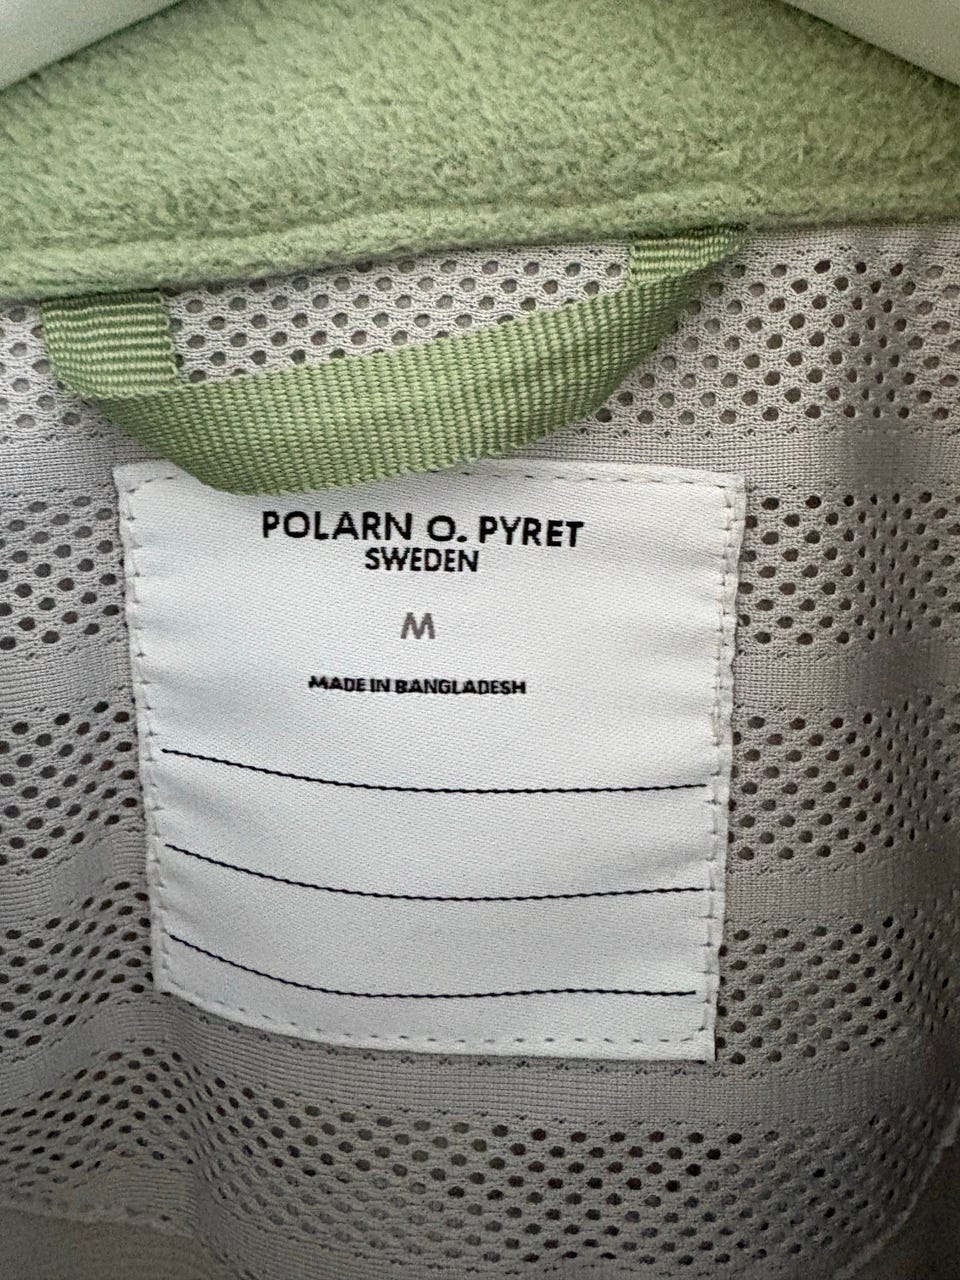 POLARN O. PYRET
SWEDEN
M
MADE IN BANGLADESH